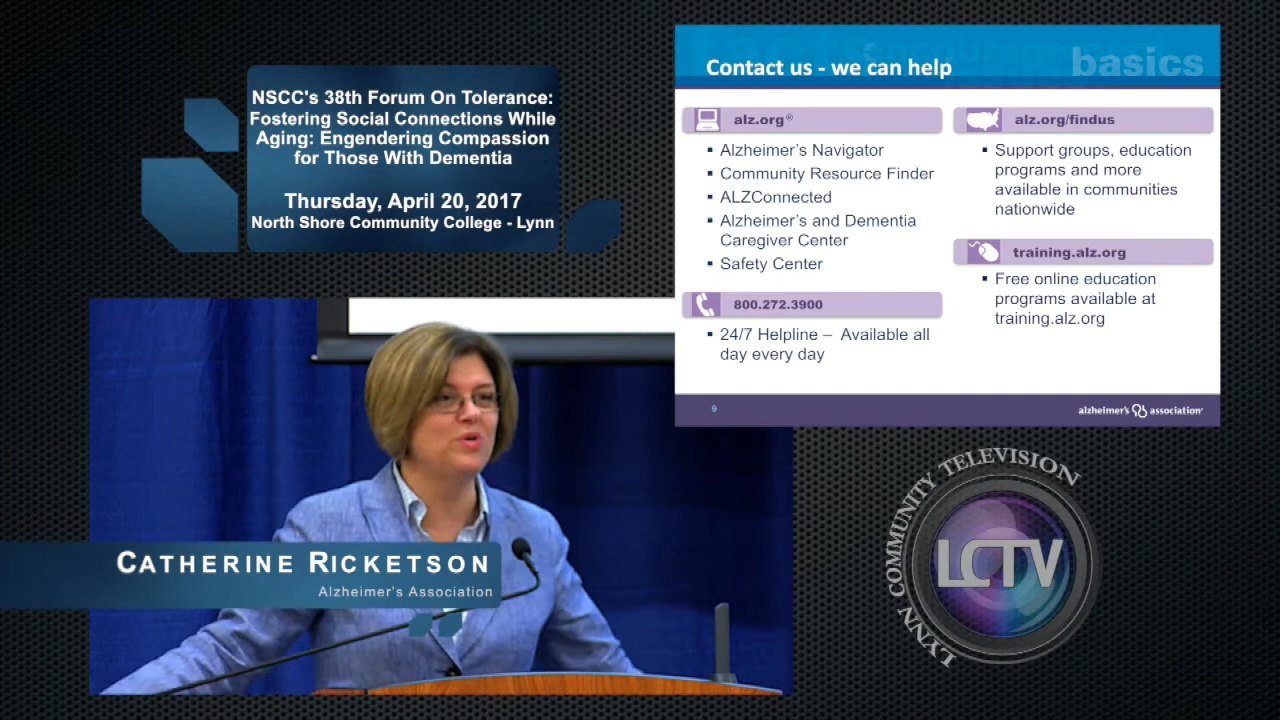 NSCC's 38th Forum On Tolerance:
Fostering Social Connections While
Aging: Engendering Compassion
for Those With Dementia
Thursday, April 20, 2017
North Shore Community College - Lynn
Contact us - we can help
basics
alz.org®
▪ Alzheimer's Navigator
▪ Community Resource Finder
▪ ALZConnected
▪ Alzheimer's and Dementia
Caregiver Center
▪ Safety Center
800.272.3900
▪ 24/7 Helpline – Available all
day every day
alz.org/findus
▪ Support groups, education
programs and more
available in communities
nationwide
training.alz.org
▪ Free online education
programs available at
training.alz.org
9
alzheimer's association®
CATHERINE RICKETSON
Alzheimer's Association
LYNN COMMUNITY TELEVISION
LCTV